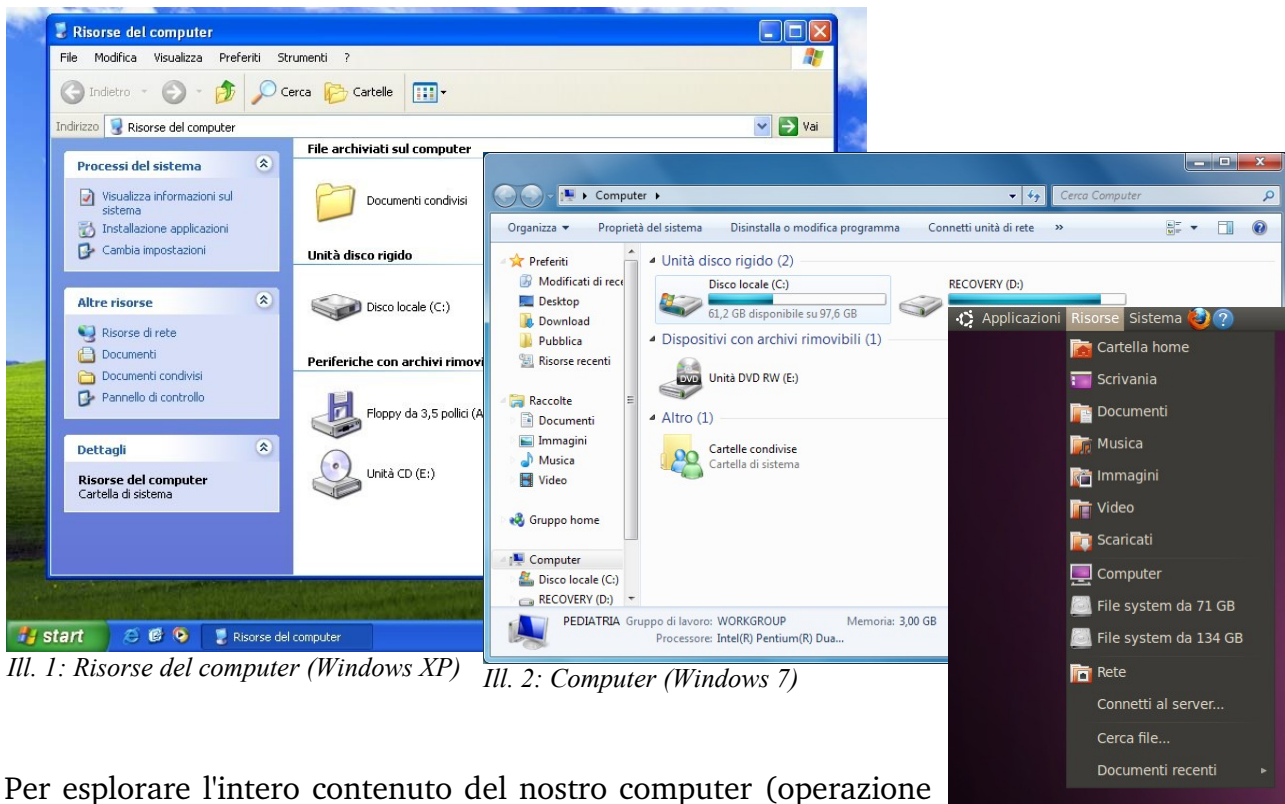 Risorse del computer
File Modifica Visualizza Preferiti Strumenti ?
Indietro Cerca Cartelle
Indirizzo Risorse del computer Vai
Processi del sistema
Visualizza informazioni sul
sistema
Installazione applicazioni
Cambia impostazioni
Altre risorse
Risorse di rete
Documenti
Documenti condivisi
Pannello di controllo
Dettagli
Risorse del computer
Cartella di sistema
File archiviati sul computer
Documenti condivisi
Unità disco rigido
Disco locale (C:)
Periferiche con archivi rimovi
Floppy da 3,5 pollici (A
Unità CD (E:)
start Risorse del computer
Ill. 1: Risorse del computer (Windows XP)
Computer
Cerca Computer
Organizza Proprietà del sistema Disinstalla o modifica programma Connetti unità di rete »
Preferiti
Modificati di rece
Desktop
Download
Pubblica
Risorse recenti
Raccolte
Documenti
Immagini
Musica
Video
Gruppo home
Computer
Disco locale (C:)
RECOVERY (D:)
Unità disco rigido (2)
Disco locale (C:)
61,2 GB disponibile su 97,6 GB
RECOVERY (D:)
Dispositivi con archivi rimovibili (1)
DVD
Unità DVD RW (E:)
Altro (1)
Cartelle condivise
Cartella di sistema
PEDIATRIA Gruppo di lavoro: WORKGROUP Memoria: 3,00 GB
Processore: Intel(R) Pentium(R) Dua...
Ill. 2: Computer (Windows 7)
Applicazioni Risorse Sistema ?
Cartella home
Scrivania
Documenti
Musica
Immagini
Video
Scaricati
Computer
File system da 71 GB
File system da 134 GB
Rete
Connetti al server...
Cerca file...
Documenti recenti
Per esplorare l'intero contenuto del nostro computer (operazione